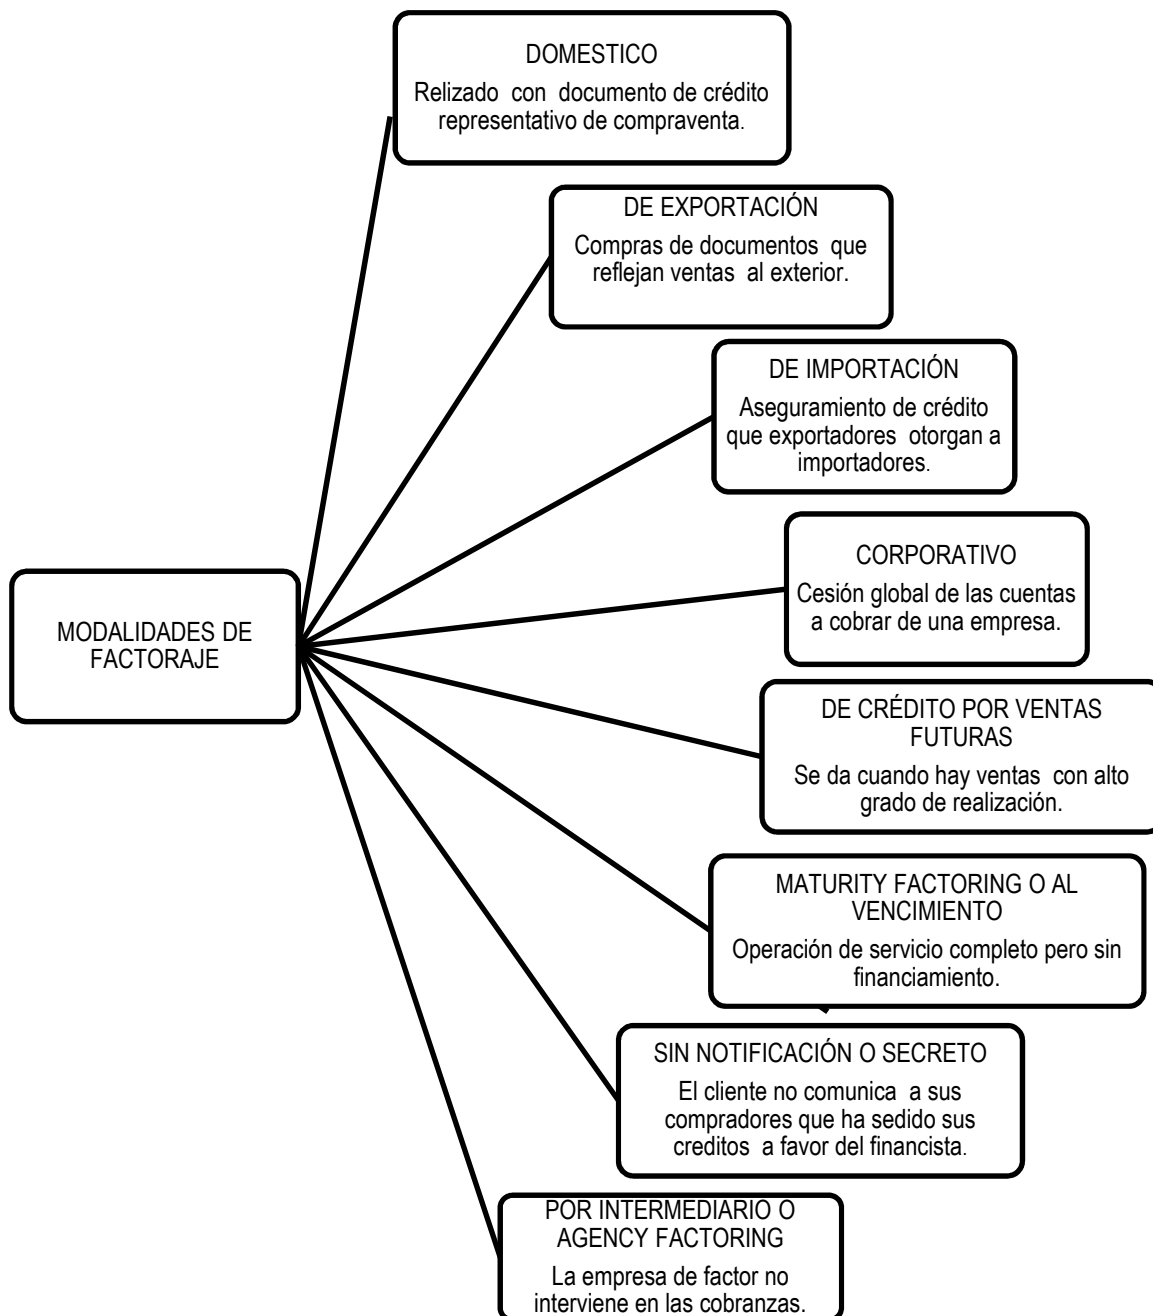 DOMESTICO
Relizado con documento de crédito
representativo de compraventa.
DE EXPORTACIÓN
Compras de documentos que
reflejan ventas al exterior.
DE IMPORTACIÓN
Aseguramiento de crédito
que exportadores otorgan a
importadores.
CORPORATIVO
Cesión global de las cuentas
a cobrar de una empresa.
MODALIDADES DE
FACTORAJE
DE CRÉDITO POR VENTAS
FUTURAS
Se da cuando hay ventas con alto
grado de realización.
MATURITY FACTORING O AL
VENCIMIENTO
Operación de servicio completo pero sin
financiamiento.
SIN NOTIFICACIÓN O SECRETO
El cliente no comunica a sus
compradores que ha sedido sus
creditos a favor del financista.
POR INTERMEDIARIO O
AGENCY FACTORING
La empresa de factor no
interviene en las cobranzas.